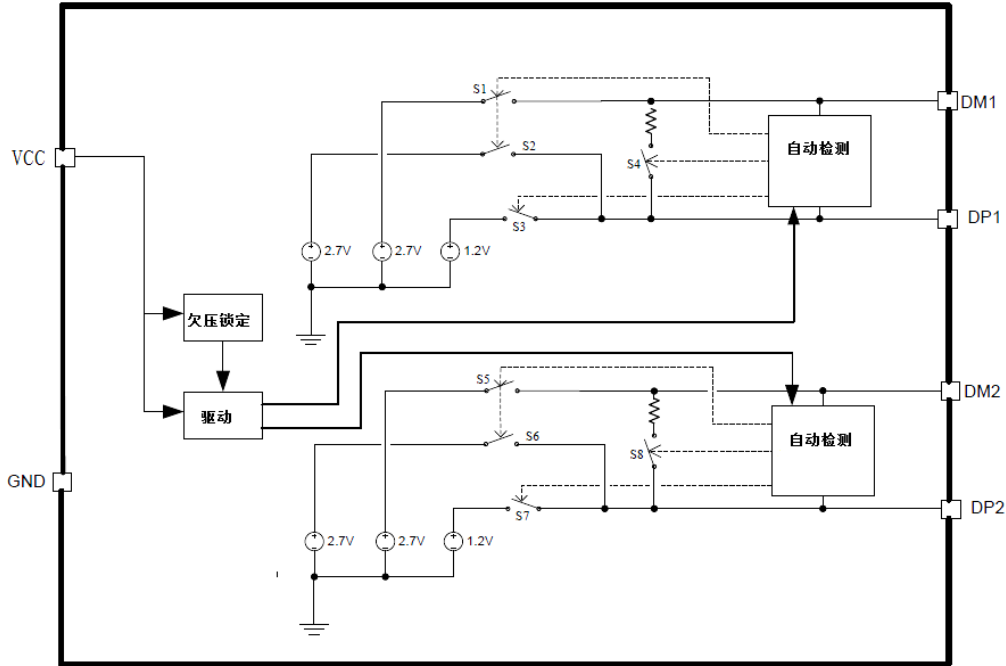 S1
DM1
VCC
S2
S4
自动检测
S3
DP1
2.7V
2.7V
1.2V
欠压锁定
驱动
S5
DM2
S6
S8
自动检测
GND
S7
DP2
2.7V
2.7V
1.2V